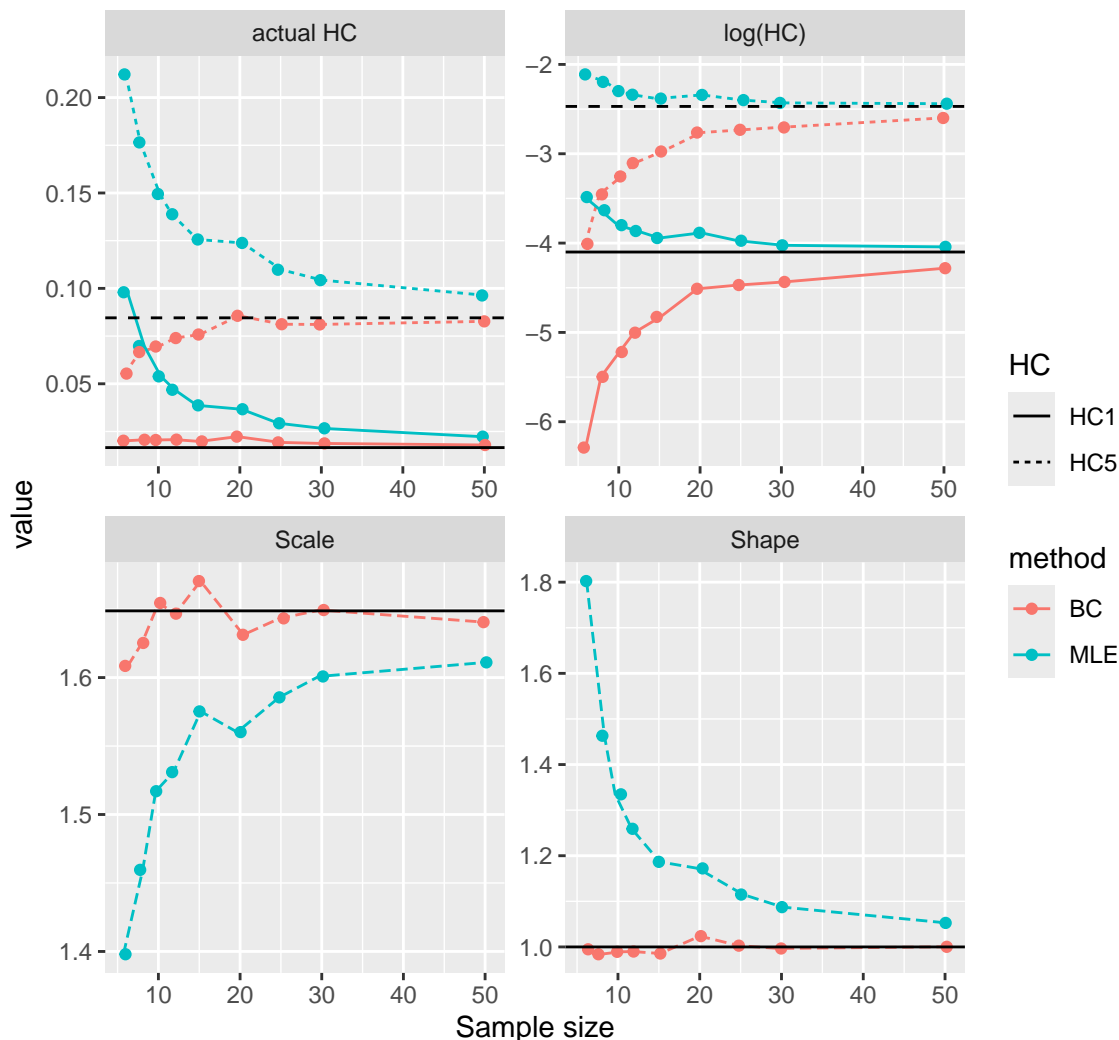 actual HC
log(HC)
0.20
0.15
0.10
0.05
−2
−3
−4
−5
−6
10 20 30 40 50
10 20 30 40 50
Scale
Shape
1.6
1.5
1.4
1.8
1.6
1.4
1.2
1.0
10 20 30 40 50
10 20 30 40 50
value
Sample size
HC
HC1
HC5
method
BC
MLE